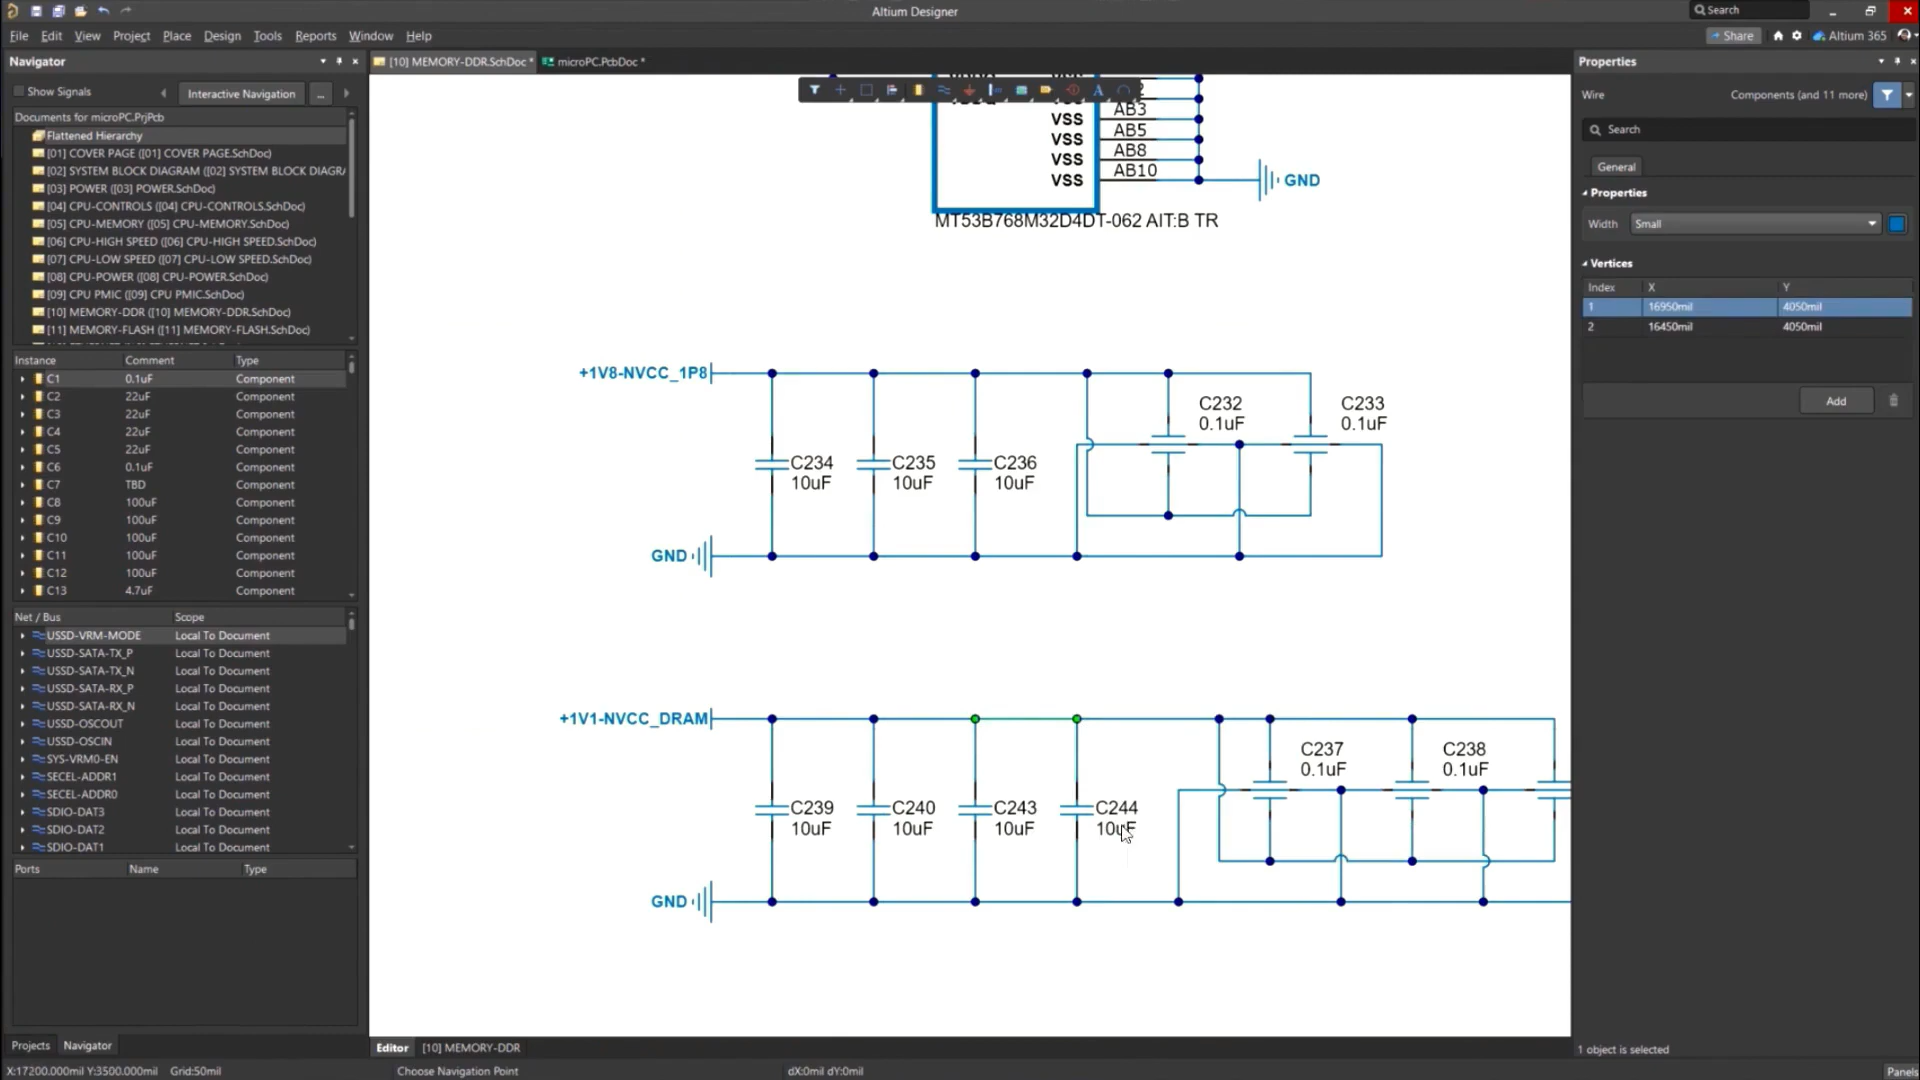 Altium Designer
Search
File Edit View Project Place Design Tools Reports Window Help
Share
Altium 365
Navigator
[10] MEMORY-DDR.SchDoc *
microPC.PcbDoc *
Properties
Show Signals
Interactive Navigation
...
Documents for microPC.PrjPcb
Flattened Hierarchy
[01] COVER PAGE ([01] COVER PAGE.SchDoc)
[02] SYSTEM BLOCK DIAGRAM ([02] SYSTEM BLOCK DIAGRA
[03] POWER ([03] POWER.SchDoc)
[04] CPU-CONTROLS ([04] CPU-CONTROLS.SchDoc)
[05] CPU-MEMORY ([05] CPU-MEMORY.SchDoc)
[06] CPU-HIGH SPEED ([06] CPU-HIGH SPEED.SchDoc)
[07] CPU-LOW SPEED ([07] CPU-LOW SPEED.SchDoc)
[08] CPU-POWER ([08] CPU-POWER.SchDoc)
[09] CPU PMIC ([09] CPU PMIC.SchDoc)
[10] MEMORY-DDR ([10] MEMORY-DDR.SchDoc)
[11] MEMORY-FLASH ([11] MEMORY-FLASH.SchDoc)
Instance Comment Type
C1 0.1uF Component
C2 22uF Component
C3 22uF Component
C4 22uF Component
C5 22uF Component
C6 0.1uF Component
C7 TBD Component
C8 100uF Component
C9 100uF Component
C10 100uF Component
C11 100uF Component
C12 100uF Component
C13 4.7uF Component
Net / Bus Scope
USSD-VRM-MODE Local To Document
USSD-SATA-TX_P Local To Document
USSD-SATA-TX_N Local To Document
USSD-SATA-RX_P Local To Document
USSD-SATA-RX_N Local To Document
USSD-OSCOUT Local To Document
USSD-OSCIN Local To Document
SYS-VRM0-EN Local To Document
SECEL-ADDR1 Local To Document
SECEL-ADDR0 Local To Document
SDIO-DAT3 Local To Document
SDIO-DAT2 Local To Document
SDIO-DAT1 Local To Document
Ports Name Type
Projects Navigator
VSS AB3
VSS AB5
VSS AB8
VSS AB10
GND
MT53B768M32D4DT-062 AIT:B TR
+1V8-NVCC_1P8
C232
0.1uF
C233
0.1uF
C234
10uF
C235
10uF
C236
10uF
GND
+1V1-NVCC_DRAM
C237
0.1uF
C238
0.1uF
C239
10uF
C240
10uF
C243
10uF
C244
10uF
GND
Editor [10] MEMORY-DDR
Wire
Components (and 11 more)
Search
General
Properties
Width Small
Vertices
Index X Y
1 16950mil 4050mil
2 16450mil 4050mil
Add
1 object is selected
X:17200.000mil Y:3500.000mil Grid:50mil
Choose Navigation Point
dX:0mil dY:0mil
Panels